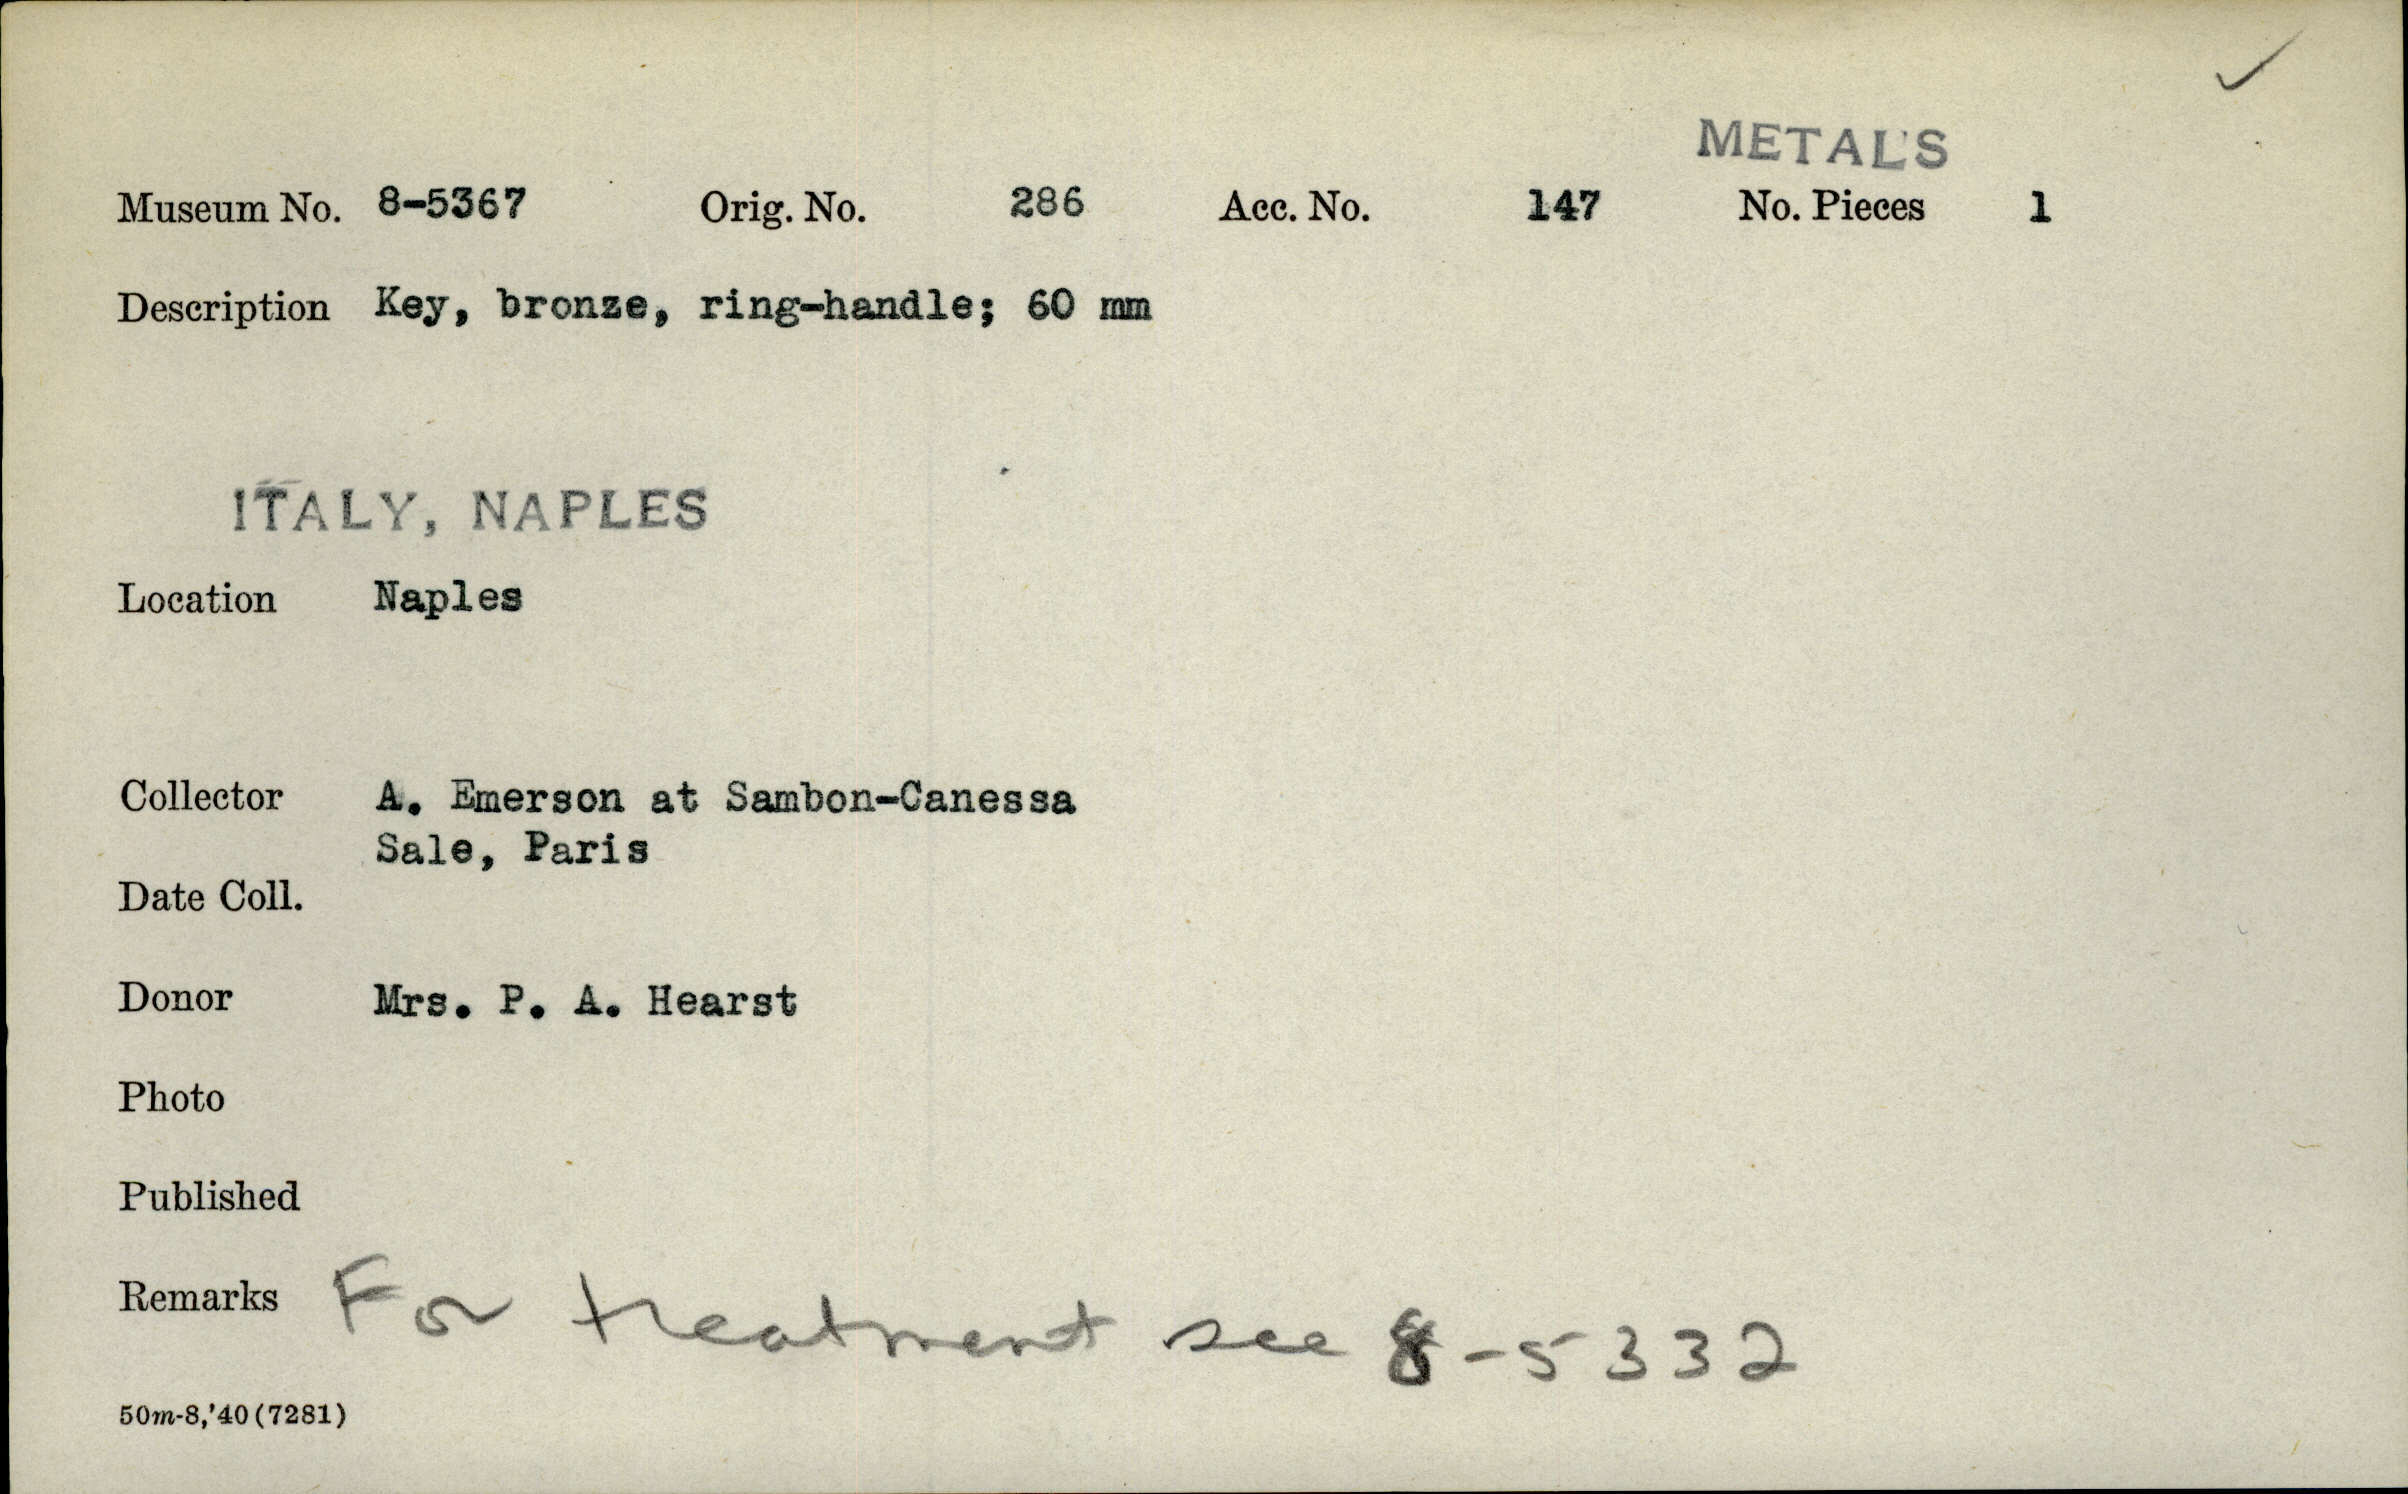 METALS
Museum No. 8-5367 Orig. No. 286 Acc. No. 147 No. Pieces 1
Description Key, bronze, ring-handle; 60 mm
ITALY, NAPLES
Location Naples
Collector A. Emerson at Sambon-Canessa
Sale, Paris
Date Coll.
Donor Mrs. P. A. Hearst
Photo
Published
Remarks For treatment see 8-5332
50m-8,'40(7281)